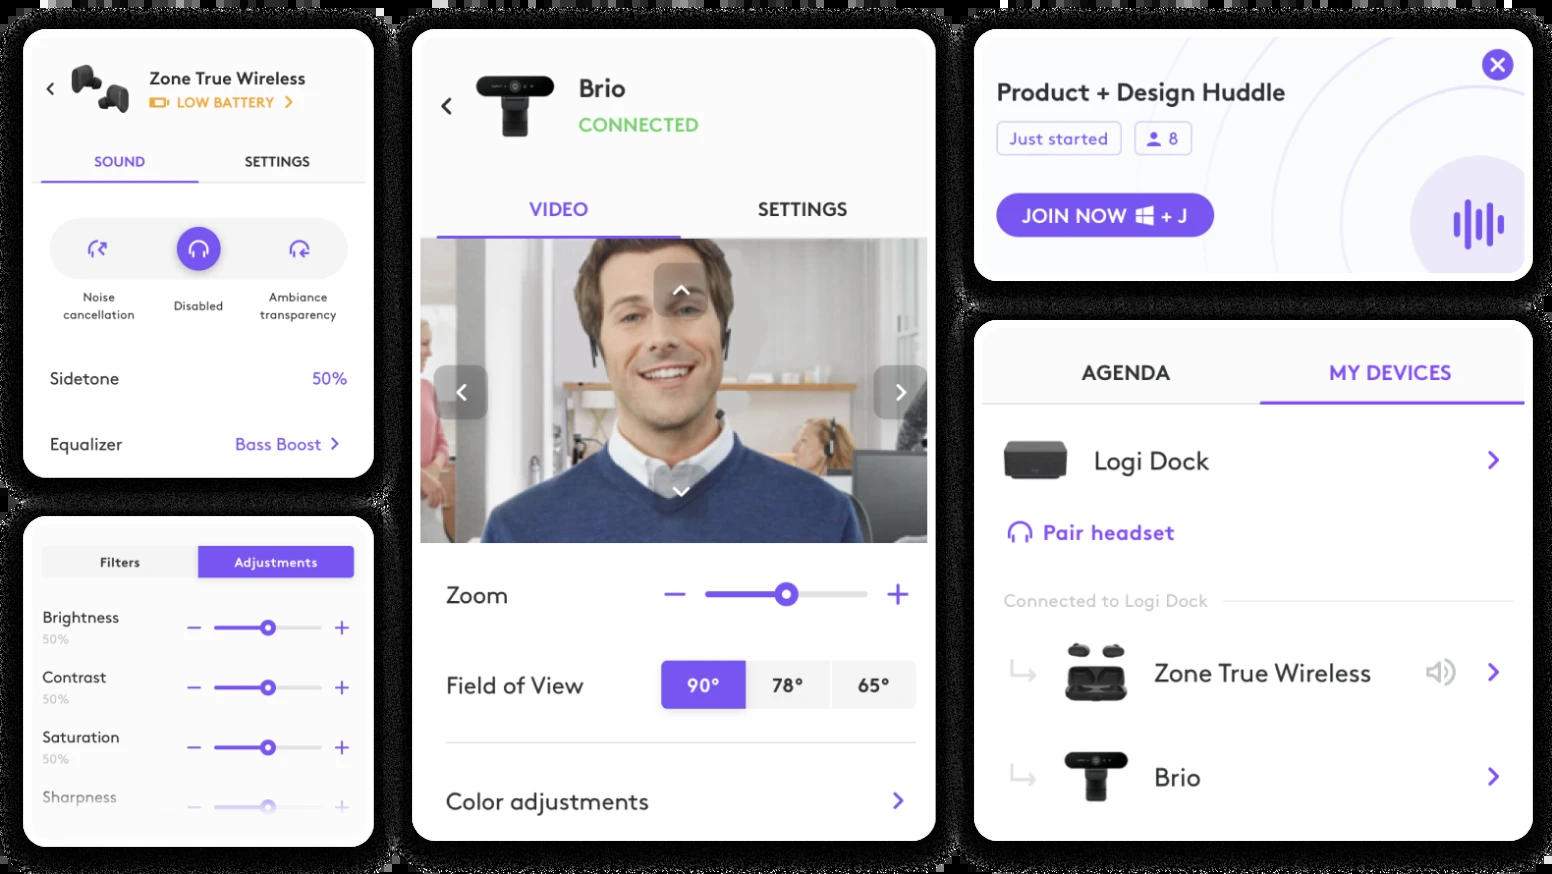 Zone True Wireless
LOW BATTERY
SOUND
SETTINGS
Noise
cancellation
Disabled
Ambiance
transparency
Sidetone
50%
Equalizer
Bass Boost
Filters
Adjustments
Brightness
50%
Contrast
50%
Saturation
50%
Sharpness
Brio
CONNECTED
VIDEO
SETTINGS
Zoom
Field of View
90°
78°
65°
Color adjustments
Product + Design Huddle
Just started
8
JOIN NOW + J
AGENDA
MY DEVICES
Logi Dock
Pair headset
Connected to Logi Dock
Zone True Wireless
Brio